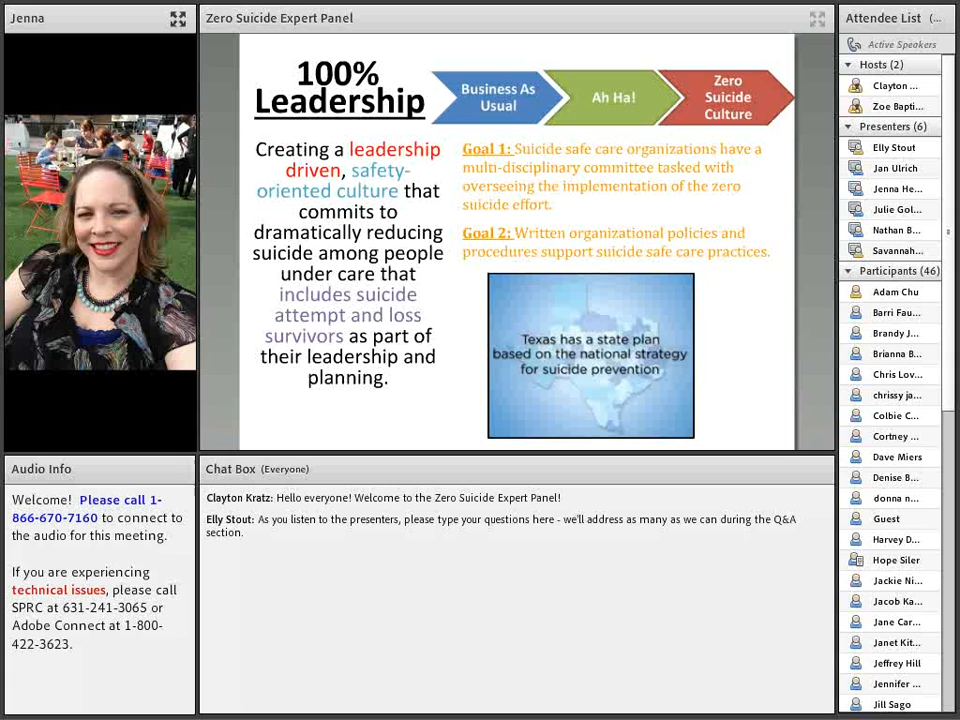 Jenna
Zero Suicide Expert Panel
100%
Leadership
Business As
Usual
Ah Ha!
Zero
Suicide
Culture
Creating a leadership
driven, safety-
oriented culture that
commits to
dramatically reducing
suicide among people
under care that
includes suicide
attempt and loss
survivors as part of
their leadership and
planning.
Goal 1: Suicide safe care organizations have a
multi-disciplinary committee tasked with
overseeing the implementation of the zero
suicide effort.
Goal 2: Written organizational policies and
procedures support suicide safe care practices.
Texas has a state plan
based on the national strategy
for suicide prevention
Audio Info
Welcome! Please call 1-
866-670-7160 to connect to
the audio for this meeting.
If you are experiencing
technical issues, please call
SPRC at 631-241-3065 or
Adobe Connect at 1-800-
422-3623.
Chat Box (Everyone)
Clayton Kratz: Hello everyone! Welcome to the Zero Suicide Expert Panel!
Elly Stout: As you listen to the presenters, please type your questions here - we'll address as many as we can during the Q&A
section.
Attendee List (...
Active Speakers
Hosts (2)
Clayton ...
Zoe Bapti...
Presenters (6)
Elly Stout
Jan Ulrich
Jenna He...
Julie Gol...
Nathan B...
Savannah...
Participants (46)
Adam Chu
Barri Fau...
Brandy J...
Brianna B...
Chris Lov...
chrissy ja...
Colbie C...
Cortney ...
Dave Miers
Denise B...
donna n...
Guest
Harvey D...
Hope Siler
Jackie Ni...
Jacob Ka...
Jane Car...
Janet Kit...
Jeffrey Hill
Jennifer ...
Jill Sago